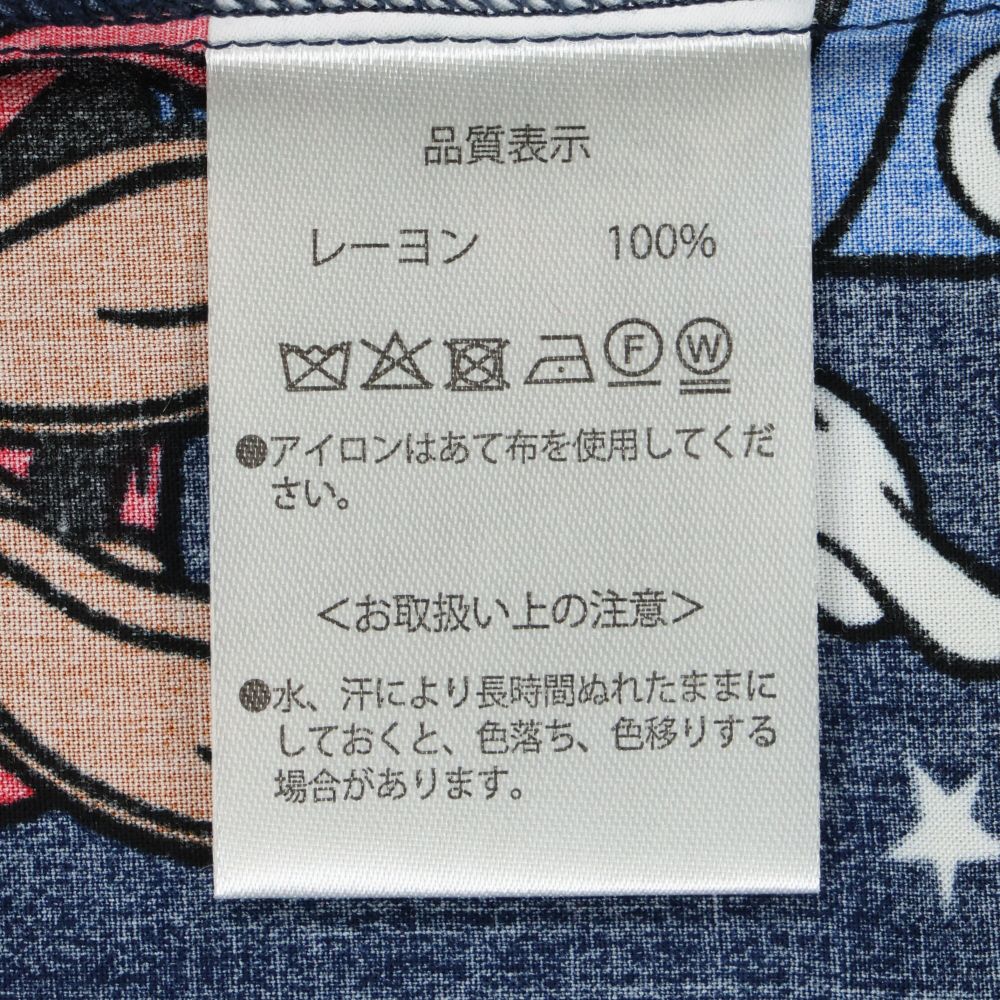 品質表示
レーヨン 100%
F W
●アイロンはあて布を使用してくだ
さい。
＜お取扱い上の注意＞
●水、汗により長時間ぬれたままに
しておくと、色落ち、色移りする
場合があります。